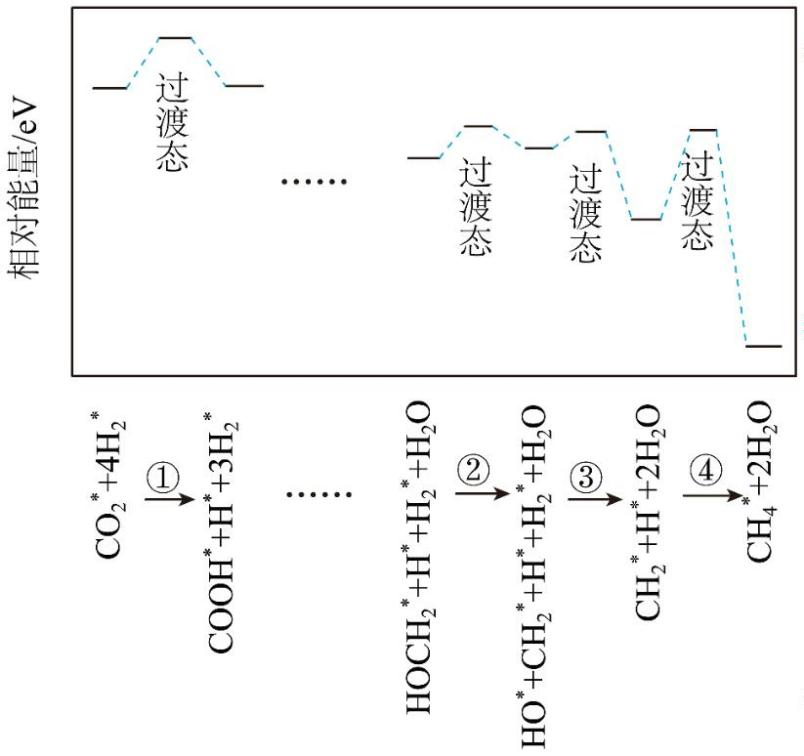 相对能量/eV
过渡态
……
过渡态
过渡态
过渡态
CO₂*+4H₂*
①
COOH*+H*+3H₂*
……
HOCH₂*+H*+H₂*+H₂O
②
HO*+CH₂*+H*+H₂*+H₂O
③
CH₂*+H*+2H₂O
④
CH₄*+2H₂O